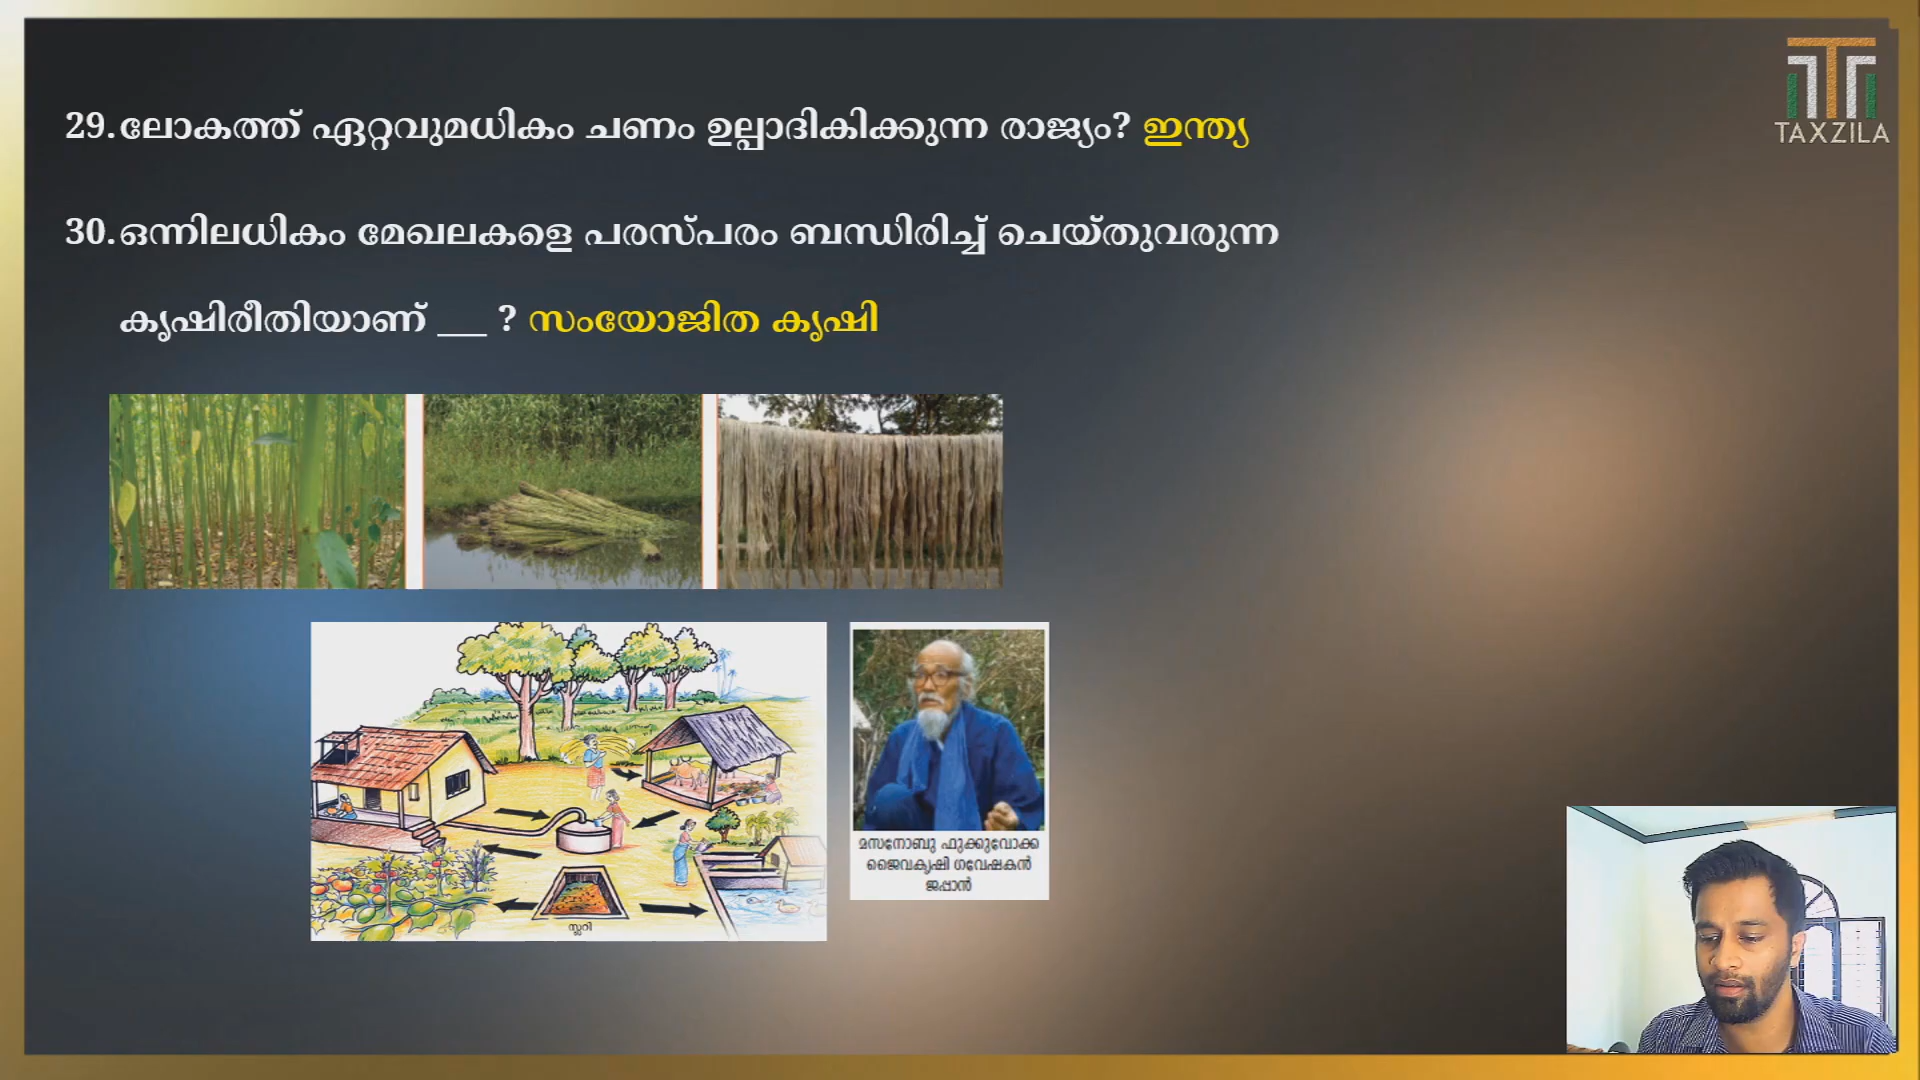 29. ലോകത്ത് ഏറ്റവുമധികം ചണം ഉല്പാദികിക്കുന്ന രാജ്യം? ഇന്ത്യ
30. ഒന്നിലധികം മേഖലകളെ പരസ്പരം ബന്ധിരിച്ച് ചെയ്തുവരുന്ന
കൃഷിരീതിയാണ് ___ ? സംയോജിത കൃഷി
TAXZILA
സ്ലറി
മസനോബു ഫുക്കുവോക്ക
ജൈവകൃഷി ഗവേഷകൻ
ജപ്പാൻ